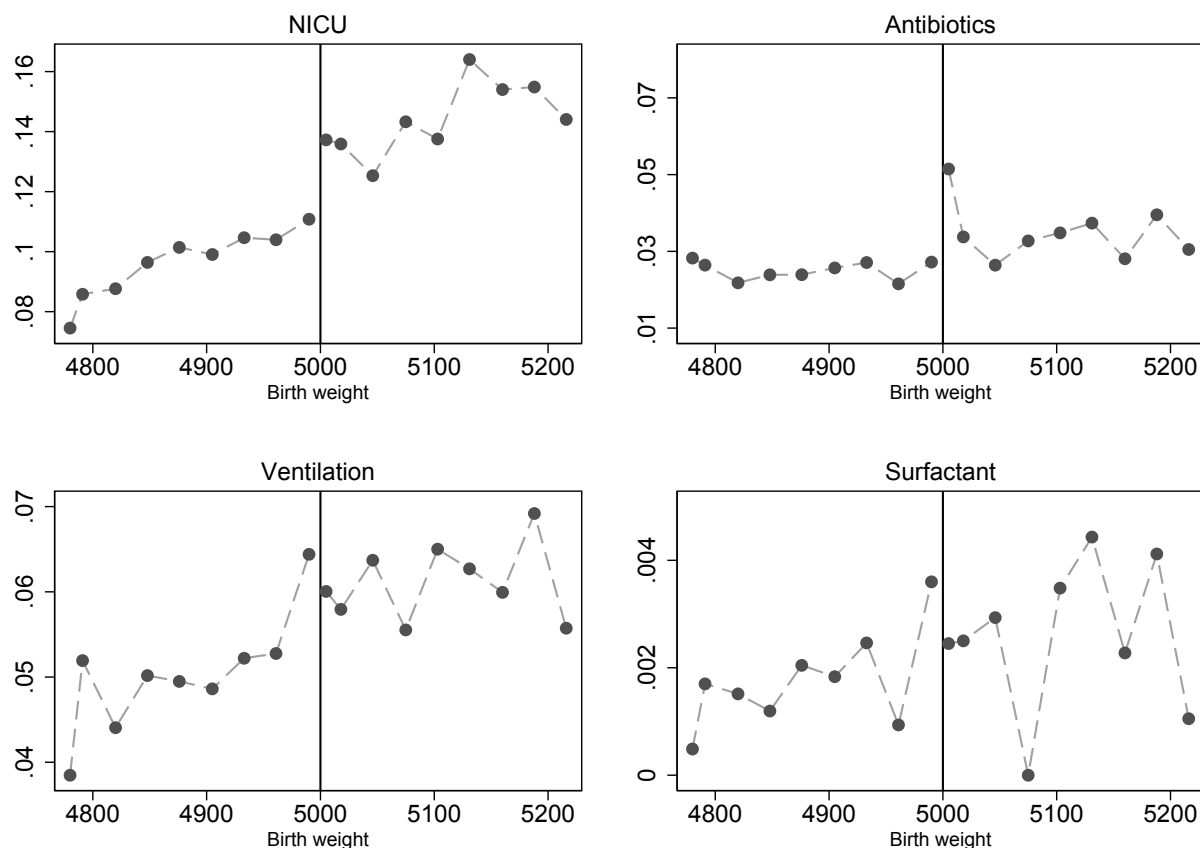 NICU
.16
.14
.12
.1
.08
4800 4900 5000 5100 5200
Birth weight
Antibiotics
.07
.05
.03
.01
4800 4900 5000 5100 5200
Birth weight
Ventilation
.07
.06
.05
.04
4800 4900 5000 5100 5200
Birth weight
Surfactant
.004
.002
0
4800 4900 5000 5100 5200
Birth weight